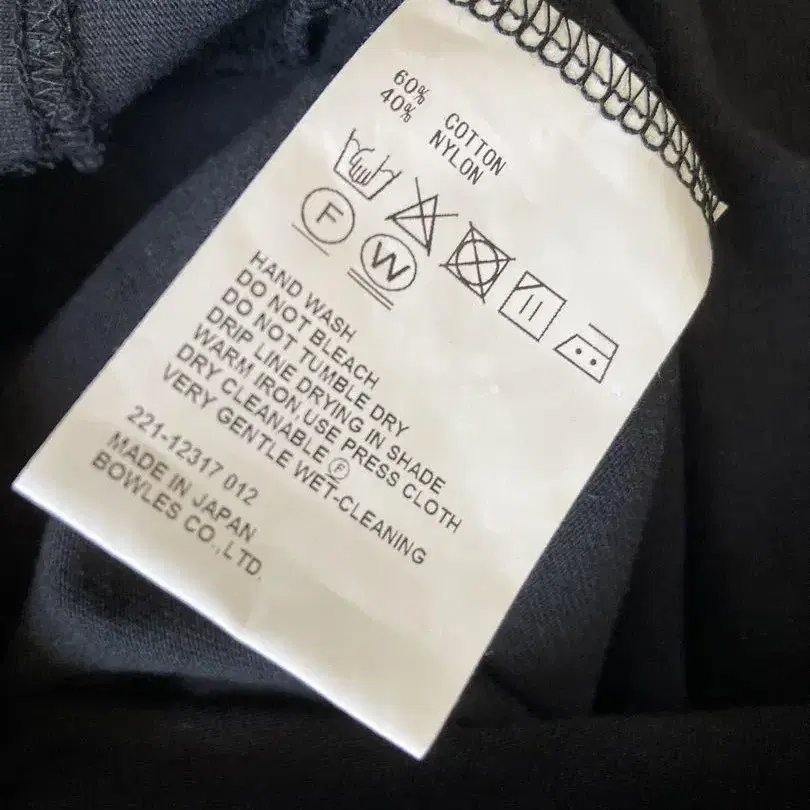 60% COTTON
40% NYLON
F
W
HAND WASH
DO NOT BLEACH
DO NOT TUMBLE DRY
DRIP LINE DRYING IN SHADE
WARM IRON,USE PRESS CLOTH
DRY CLEANABLE Ⓕ
VERY GENTLE WET-CLEANING
221-12317 012
MADE IN JAPAN
BOWLES CO.,LTD.